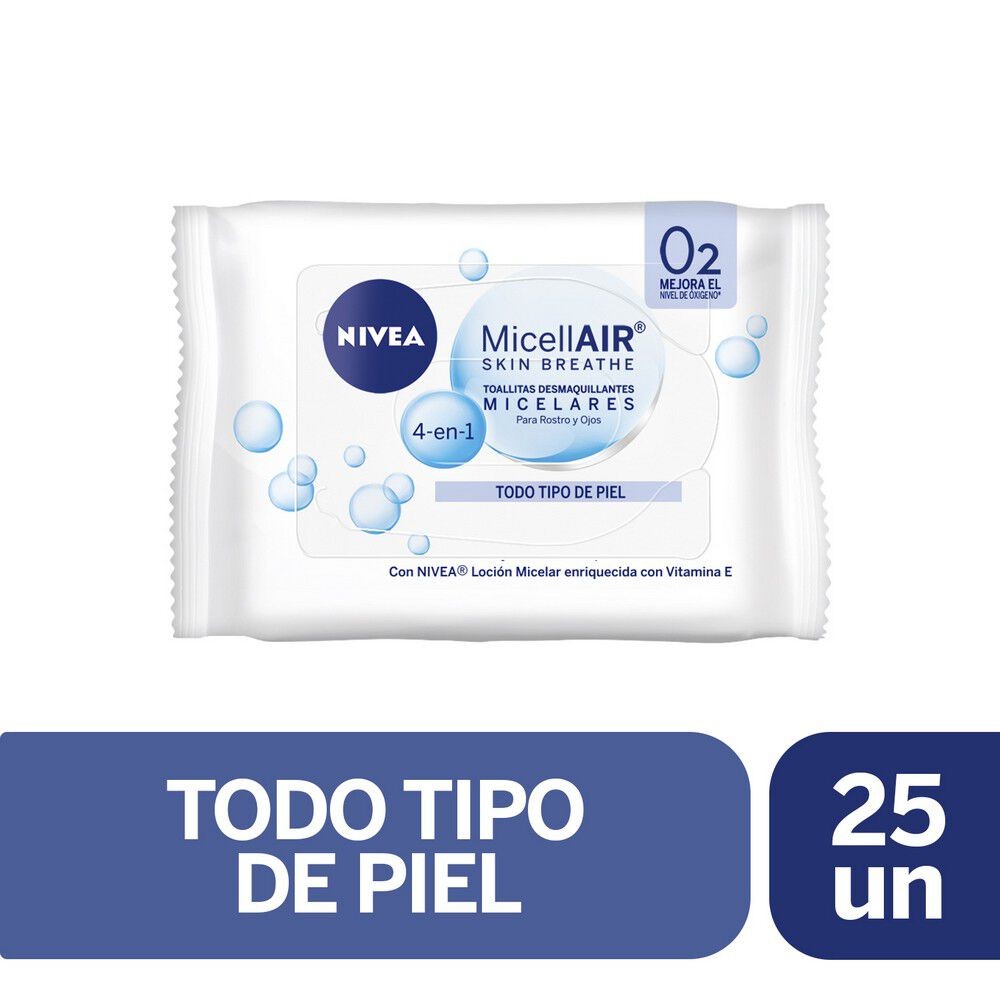 O2
MEJORA EL
NIVEL DE OXÍGENO*
NIVEA
MicellAIR®
SKIN BREATHE
TOALLITAS DESMAQUILLANTES
MICELARES
Para Rostro y Ojos
4-en-1
TODO TIPO DE PIEL
Con NIVEA® Loción Micelar enriquecida con Vitamina E
TODO TIPO
DE PIEL
25
un